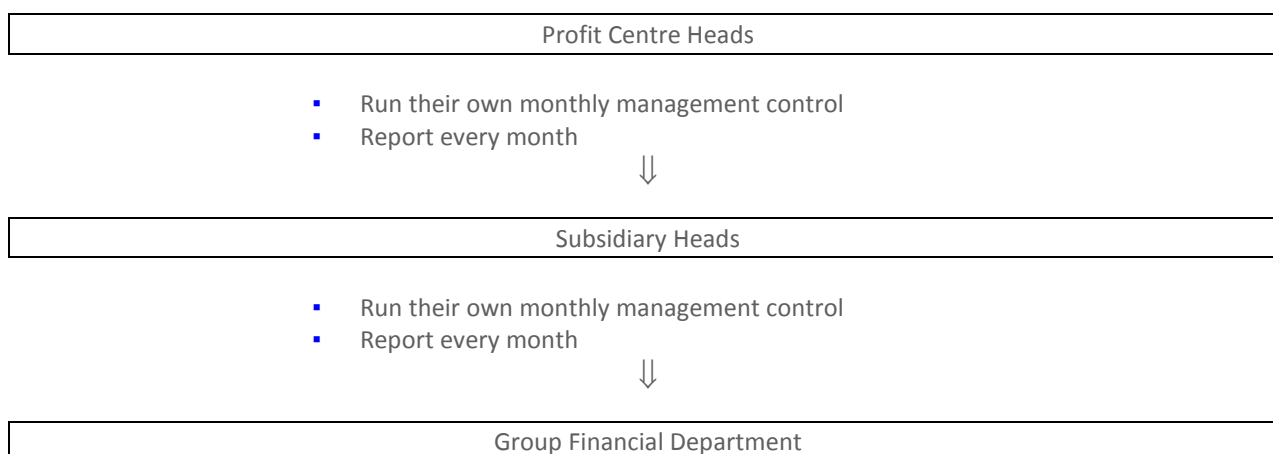 Profit Centre Heads
▪ Run their own monthly management control
▪ Report every month
⇓
Subsidiary Heads
▪ Run their own monthly management control
▪ Report every month
⇓
Group Financial Department